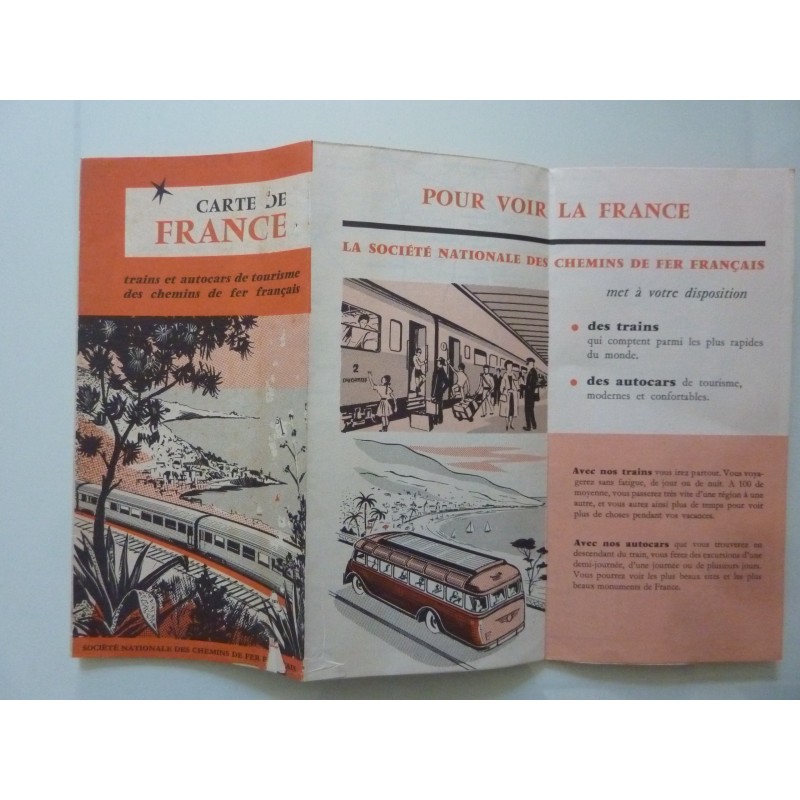 CARTE DE
FRANCE
trains et autocars de tourisme
des chemins de fer français
SOCIÉTÉ NATIONALE DES CHEMINS DE FER
POUR VOIR LA FRANCE
LA SOCIÉTÉ NATIONALE DES CHEMINS DE FER FRANÇAIS
met à votre disposition
2
F
• des trains
qui comptent parmi les plus rapides
du monde.
• des autocars de tourisme,
modernes et confortables.
Avec nos trains vous irez partout. Vous voya-
gerez sans fatigue, de jour ou de nuit. A 100 de
moyenne, vous passerez très vite d'une région à une
autre, et vous aurez ainsi plus de temps pour voir
plus de choses pendant vos vacances.
Avec nos autocars que vous trouverez en
descendant du train, vous ferez des excursions d'une
demi-journée, d'une journée ou de plusieurs jours.
Vous pourrez voir les plus beaux sites et les plus
beaux monuments de France.